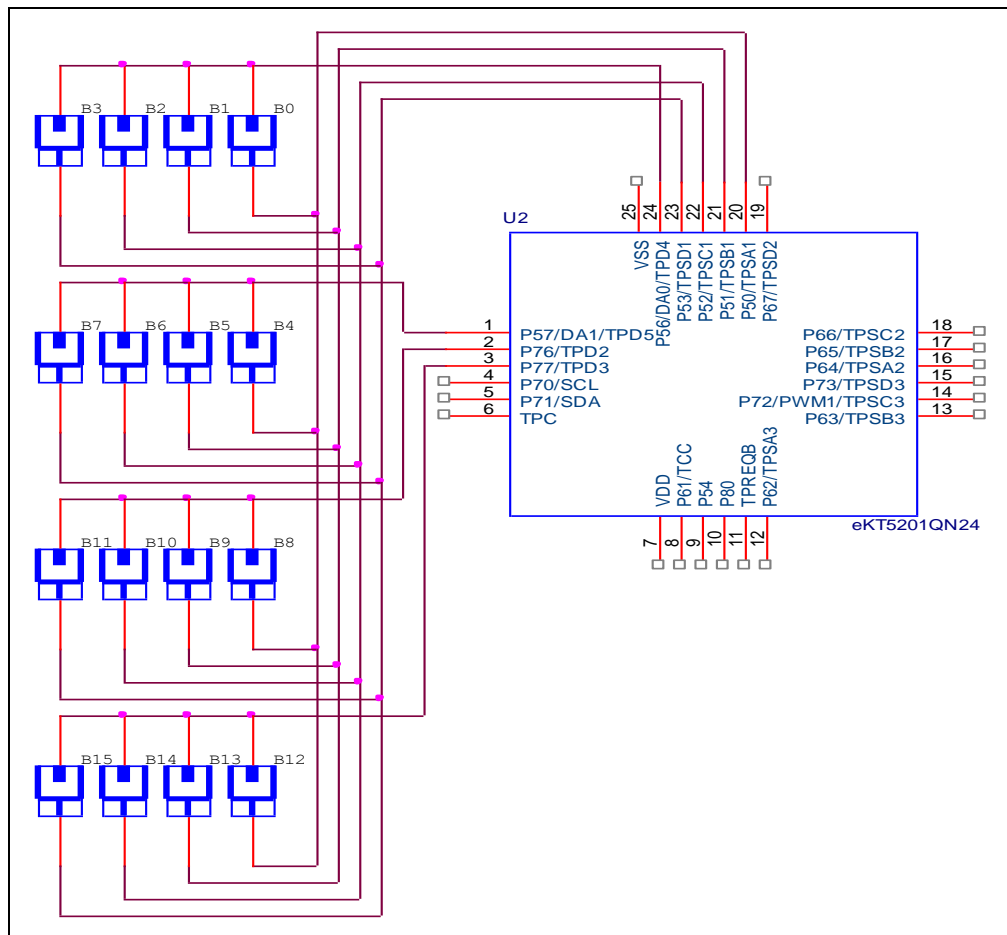 B3 B2 B1 B0
25 24 23 22 21 20 19
U2
VSS
P56/DA0/TPD4
P53/TPSD1
P52/TPSC1
P51/TPSB1
P50/TPSA1
P67/TPSD2
B7 B6 B5 B4
1 P57/DA1/TPD5
2 P76/TPD2
3 P77/TPD3
4 P70/SCL
5 P71/SDA
6 TPC
P66/TPSC2 18
P65/TPSB2 17
P64/TPSA2 16
P73/TPSD3 15
P72/PWM1/TPSC3 14
P63/TPSB3 13
VDD
P61/TCC
P54
P80
TPREQB
P62/TPSA3
7 8 9 10 11 12
eKT5201QN24
B11 B10 B9 B8
B15 B14 B13 B12